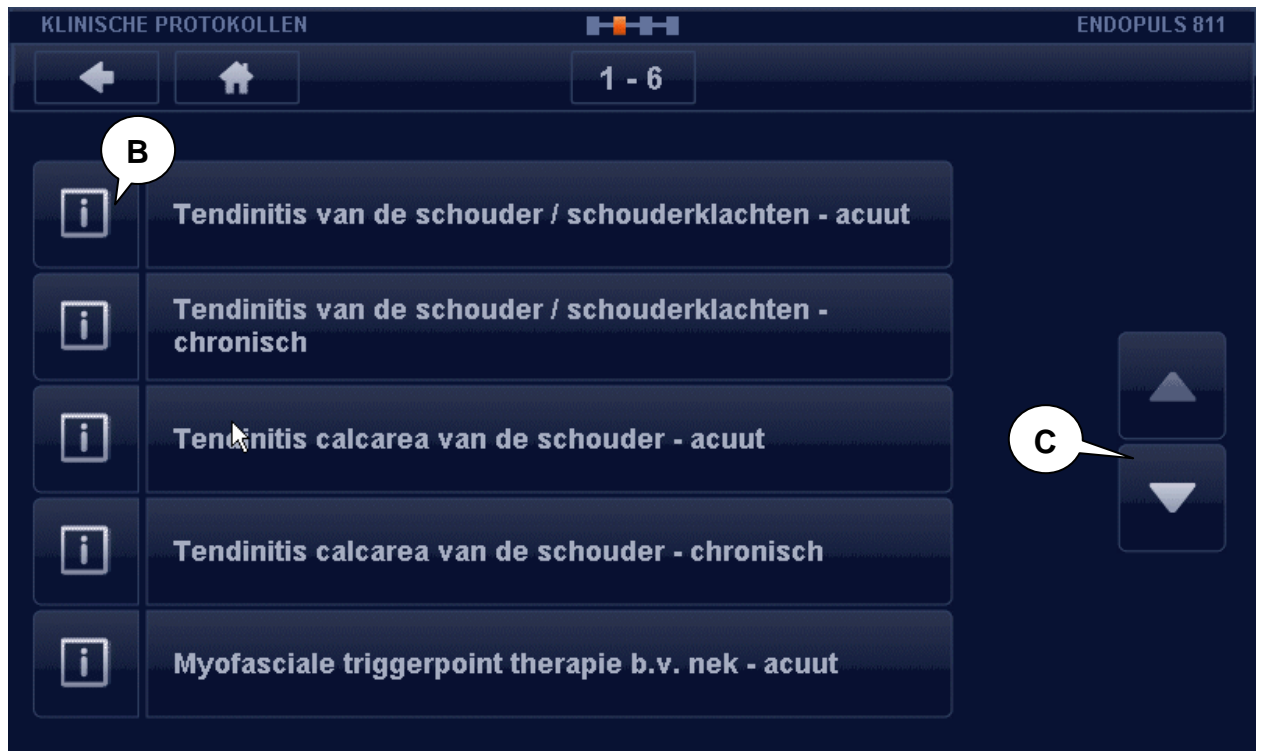 KLINISCHE PROTOKOLLEN
ENDOPULS 811
1 - 6
B
Tendinitis van de schouder / schouderklachten - acuut
Tendinitis van de schouder / schouderklachten -
chronisch
Tendinitis calcarea van de schouder - acuut
C
Tendinitis calcarea van de schouder - chronisch
Myofasciale triggerpoint therapie b.v. nek - acuut